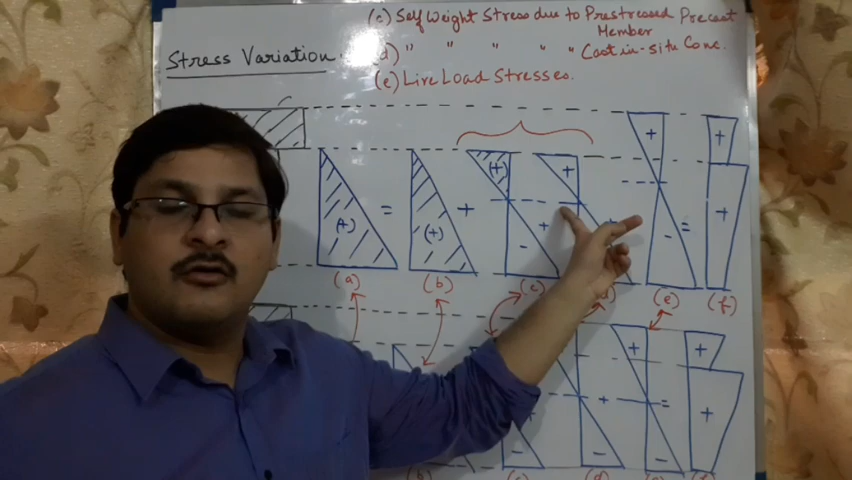 (c) Self Weight Stress due to Prestressed Precast
Member
Stress Variation
(d) " " " " " Cast in-situ Conc.
(e) Live Load Stresses.
+ +
(+) + +
(+) = (+) + + + - = +
- 
(a) (b) (c) (d) (e) (f)
+ +
+ = +
- - -
(b) (c) (d) (e) (f)